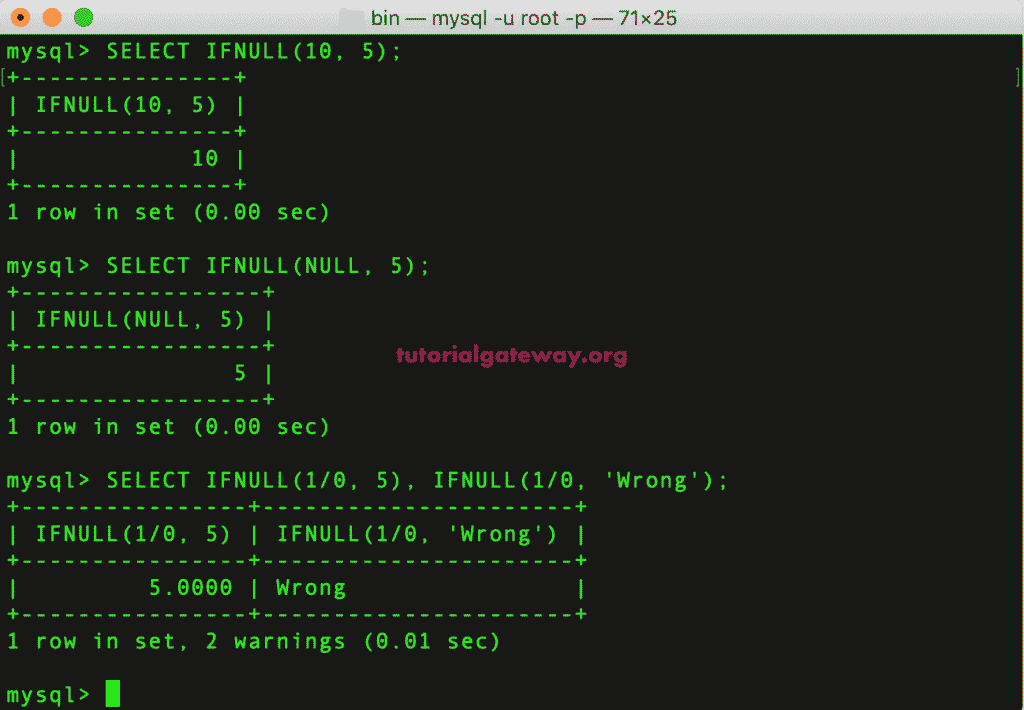 bin — mysql -u root -p — 71×25
mysql> SELECT IFNULL(10, 5);
[+---------------+ ]
| IFNULL(10, 5) |
+---------------+
|            10 |
+---------------+
1 row in set (0.00 sec)
mysql> SELECT IFNULL(NULL, 5);
+-----------------+
| IFNULL(NULL, 5) |
+-----------------+
tutorialgateway.org
|               5 |
+-----------------+
1 row in set (0.00 sec)
mysql> SELECT IFNULL(1/0, 5), IFNULL(1/0, 'Wrong');
+----------------+----------------------+
| IFNULL(1/0, 5) | IFNULL(1/0, 'Wrong') |
+----------------+----------------------+
|         5.0000 | Wrong                |
+----------------+----------------------+
1 row in set, 2 warnings (0.01 sec)
mysql>